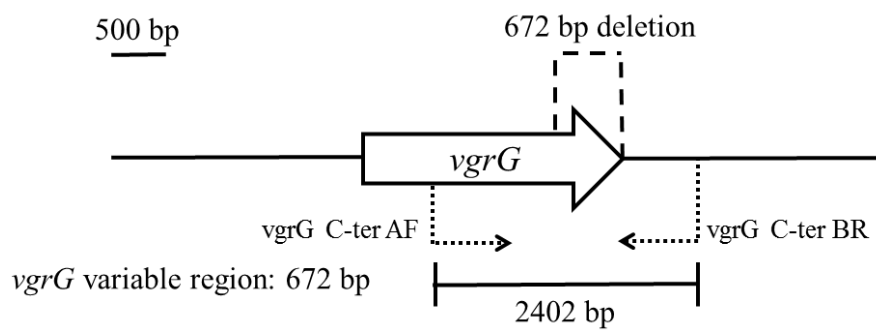 500 bp
672 bp deletion
vgrG
vgrG C-ter AF
vgrG C-ter BR
vgrG variable region: 672 bp
2402 bp